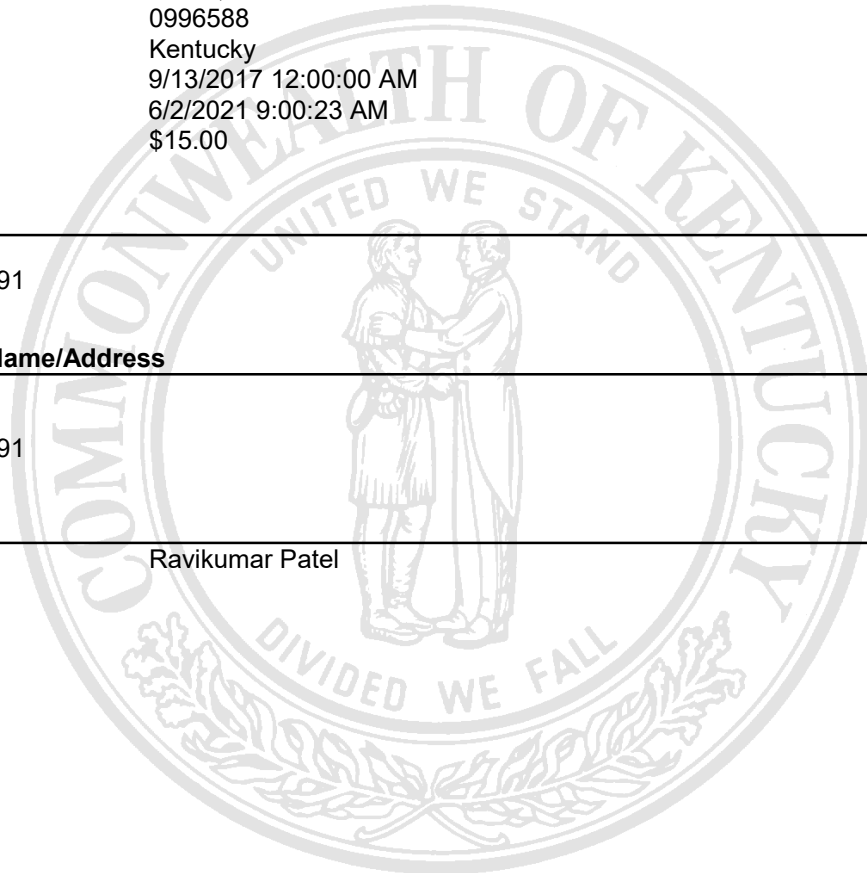 0996588
Kentucky
9/13/2017 12:00:00 AM
6/2/2021 9:00:23 AM
$15.00
COMMONWEALTH OF KENTUCKY
UNITED WE STAND
91
Name/Address
91
Ravikumar Patel
DIVIDED WE FALL